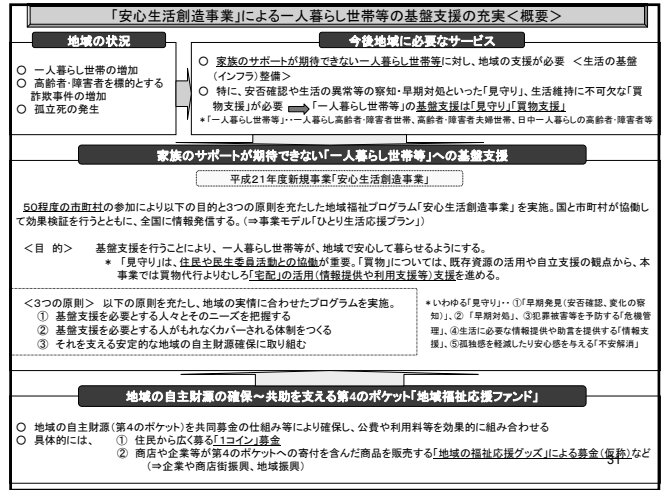 「安心生活創造事業」による一人暮らし世帯等の基盤支援の充実＜概要＞
地域の状況
○ 一人暮らし世帯の増加
○ 高齢者・障害者を標的とする
詐欺事件の増加
○ 孤立死の発生
今後地域に必要なサービス
○ 家族のサポートが期待できない一人暮らし世帯等に対し、地域の支援が必要 ＜生活の基盤
（インフラ）整備＞
○ 特に、安否確認や生活の異常等の察知・早期対処といった「見守り」、生活維持に不可欠な「買
物支援」が必要 ⇒「一人暮らし世帯等」の基盤支援は「見守り」「買物支援」
＊「一人暮らし世帯等」・・一人暮らし高齢者・障害者世帯、高齢者・障害者夫婦世帯、日中一人暮らしの高齢者・障害者等
家族のサポートが期待できない「一人暮らし世帯等」への基盤支援
平成２１年度新規事業「安心生活創造事業」
５０程度の市町村の参加により以下の目的と３つの原則を充たした地域福祉プログラム「安心生活創造事業」を実施。国と市町村が協働し
て効果検証を行うとともに、全国に情報発信する。（⇒事業モデル「ひとり生活応援プラン」）
＜目 的＞ 基盤支援を行うことにより、一人暮らし世帯等が、地域で安心して暮らせるようにする。
＊ 「見守り」は、住民や民生委員活動との協働が重要。「買物」については、既存資源の活用や自立支援の観点から、本
事業では買物代行よりむしろ「宅配」の活用（情報提供や利用支援等）支援を進める。
＜３つの原則＞ 以下の原則を充たし、地域の実情に合わせたプログラムを実施。
① 基盤支援を必要とする人々とそのニーズを把握する
② 基盤支援を必要とする人がもれなくカバーされる体制をつくる
③ それを支える安定的な地域の自主財源確保に取り組む
＊いわゆる「見守り」・・ ①「早期発見（安否確認、変化の察
知）」、② 「早期対処」、③犯罪被害等を予防する「危機管
理」、④生活に必要な情報提供や助言を提供する「情報支
援」、⑤孤独感を軽減したり安心感を与える「不安解消」
地域の自主財源の確保～共助を支える第4のポケット「地域福祉応援ファンド」
○ 地域の自主財源（第４のポケット）を共同募金の仕組み等により確保し、公費や利用料等を効果的に組み合わせる
○ 具体的には、 ① 住民から広く募る「１コイン」募金
② 商店や企業等が第４のポケットへの寄付を含んだ商品を販売する「地域の福祉応援グッズ」による募金（仮称）など
（⇒企業や商店街振興、地域振興）
31